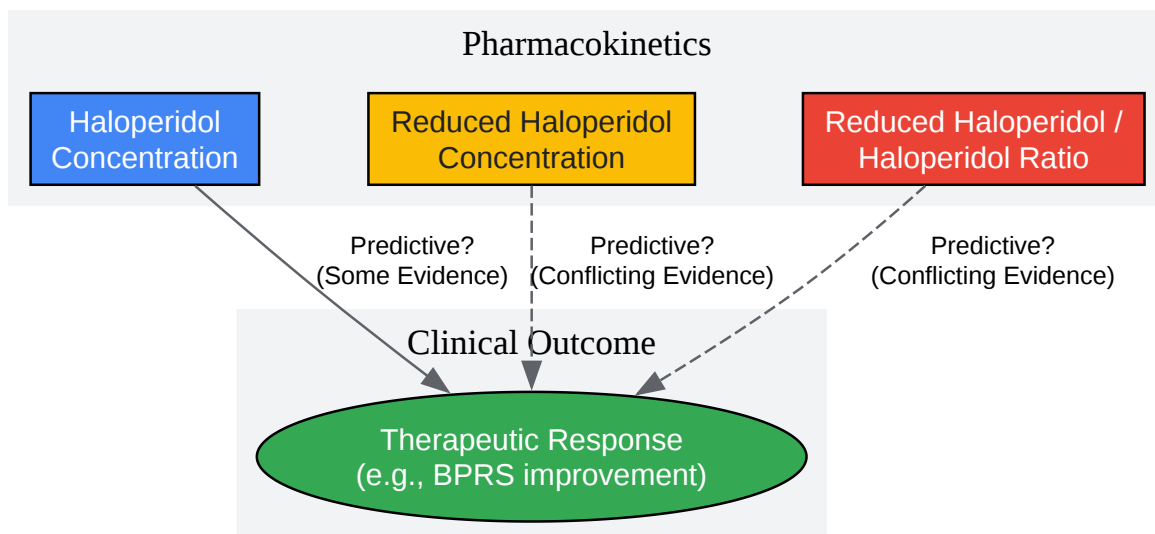 Pharmacokinetics
Haloperidol
Concentration
Reduced Haloperidol
Concentration
Reduced Haloperidol /
Haloperidol Ratio
Predictive?
(Some Evidence)
Predictive?
(Conflicting Evidence)
Predictive?
(Conflicting Evidence)
Clinical Outcome
Therapeutic Response
(e.g., BPRS improvement)